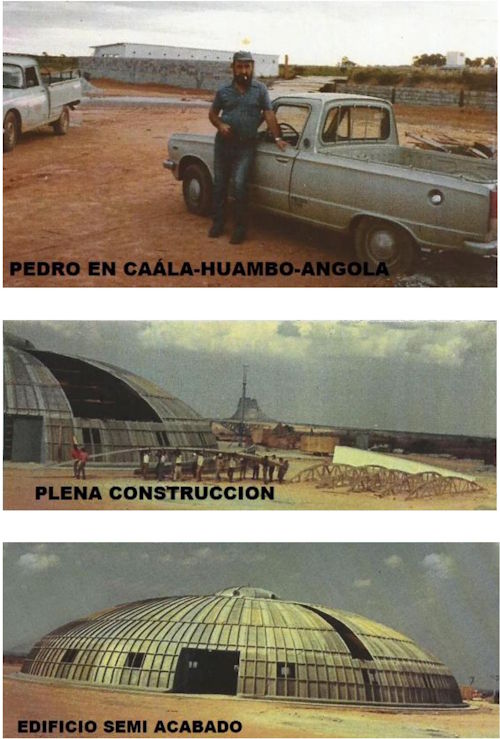 PEDRO EN CAÁLA-HUAMBO-ANGOLA
PLENA CONSTRUCCION
EDIFICIO SEMI ACABADO